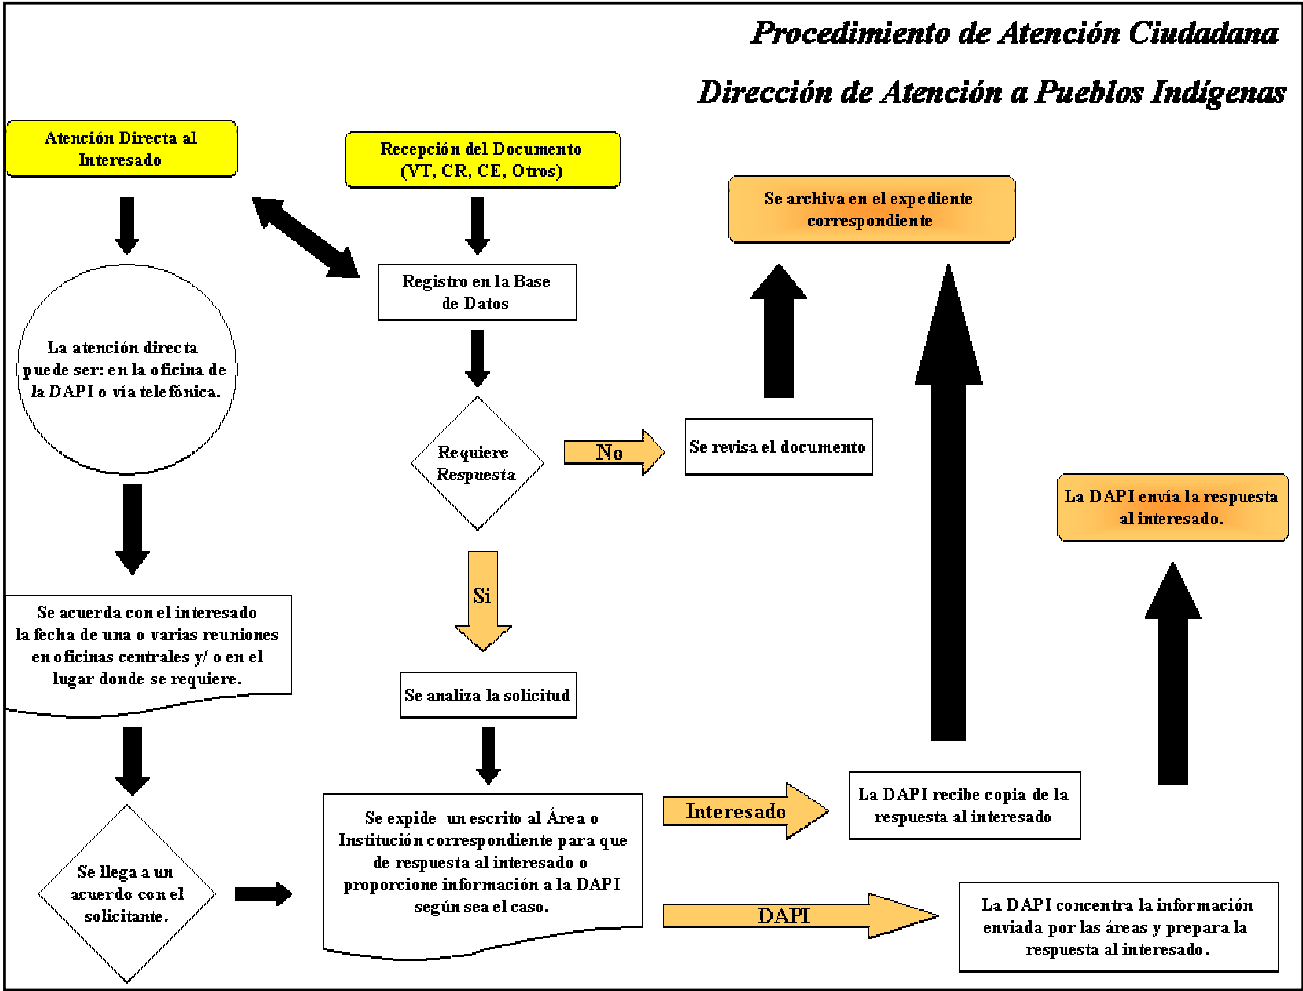 Procedimiento de Atención Ciudadana
Dirección de Atención a Pueblos Indígenas
Atención Directa al
Interesado
Recepción del Documento
(VT, CR, CE, Otros)
Se archiva en el expediente
correspondiente
Registro en la Base
de Datos
La atención directa
puede ser: en la oficina de
la DAPI o vía telefónica.
Requiere
Respuesta
No
Se revisa el documento
La DAPI envía la respuesta
al interesado.
Si
Se acuerda con el interesado
la fecha de una o varias reuniones
en oficinas centrales y/ o en el
lugar donde se requiere.
Se analiza la solicitud
Se expide un escrito al Área o
Institución correspondiente para que
de respuesta al interesado o
proporcione información a la DAPI
según sea el caso.
Interesado
La DAPI recibe copia de la
respuesta al interesado
Se llega a un
acuerdo con el
solicitante.
DAPI
La DAPI concentra la información
enviada por las áreas y prepara la
respuesta al interesado.